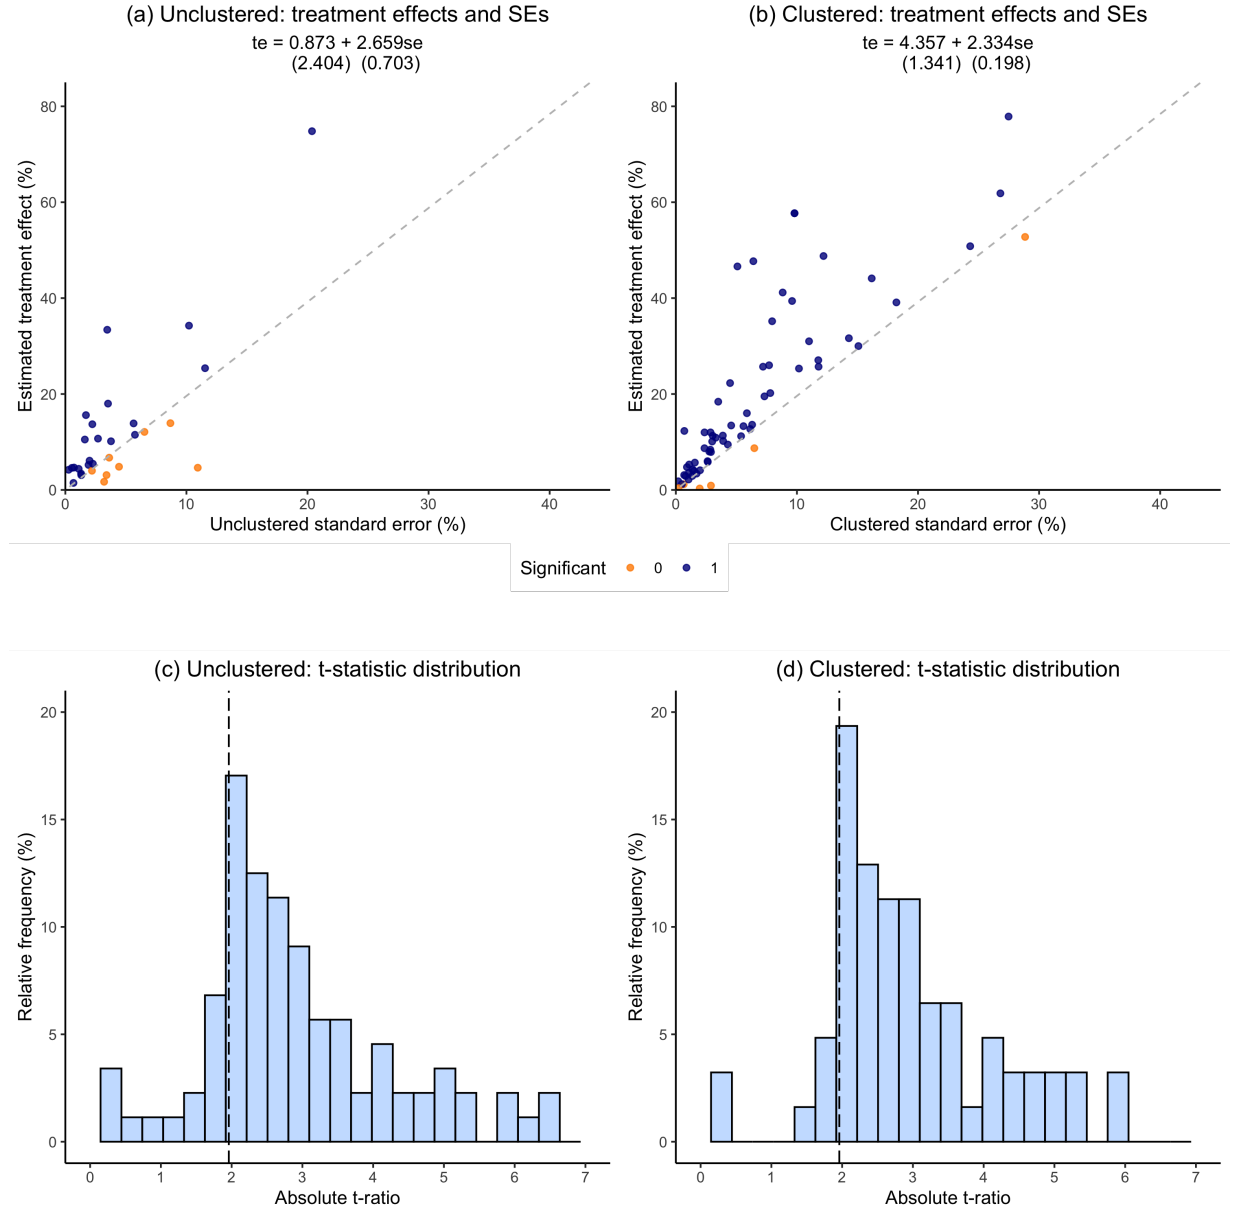 (a) Unclustered: treatment effects and SEs
te = 0.873 + 2.659se
(2.404) (0.703)
80
60
40
20
0
Estimated treatment effect (%)
0 10 20 30 40
Unclustered standard error (%)
(b) Clustered: treatment effects and SEs
te = 4.357 + 2.334se
(1.341) (0.198)
80
60
40
20
0
Estimated treatment effect (%)
0 10 20 30 40
Clustered standard error (%)
Significant 0 1
(c) Unclustered: t-statistic distribution
20
15
10
5
0
Relative frequency (%)
0 1 2 3 4 5 6 7
Absolute t-ratio
(d) Clustered: t-statistic distribution
20
15
10
5
0
Relative frequency (%)
0 1 2 3 4 5 6 7
Absolute t-ratio